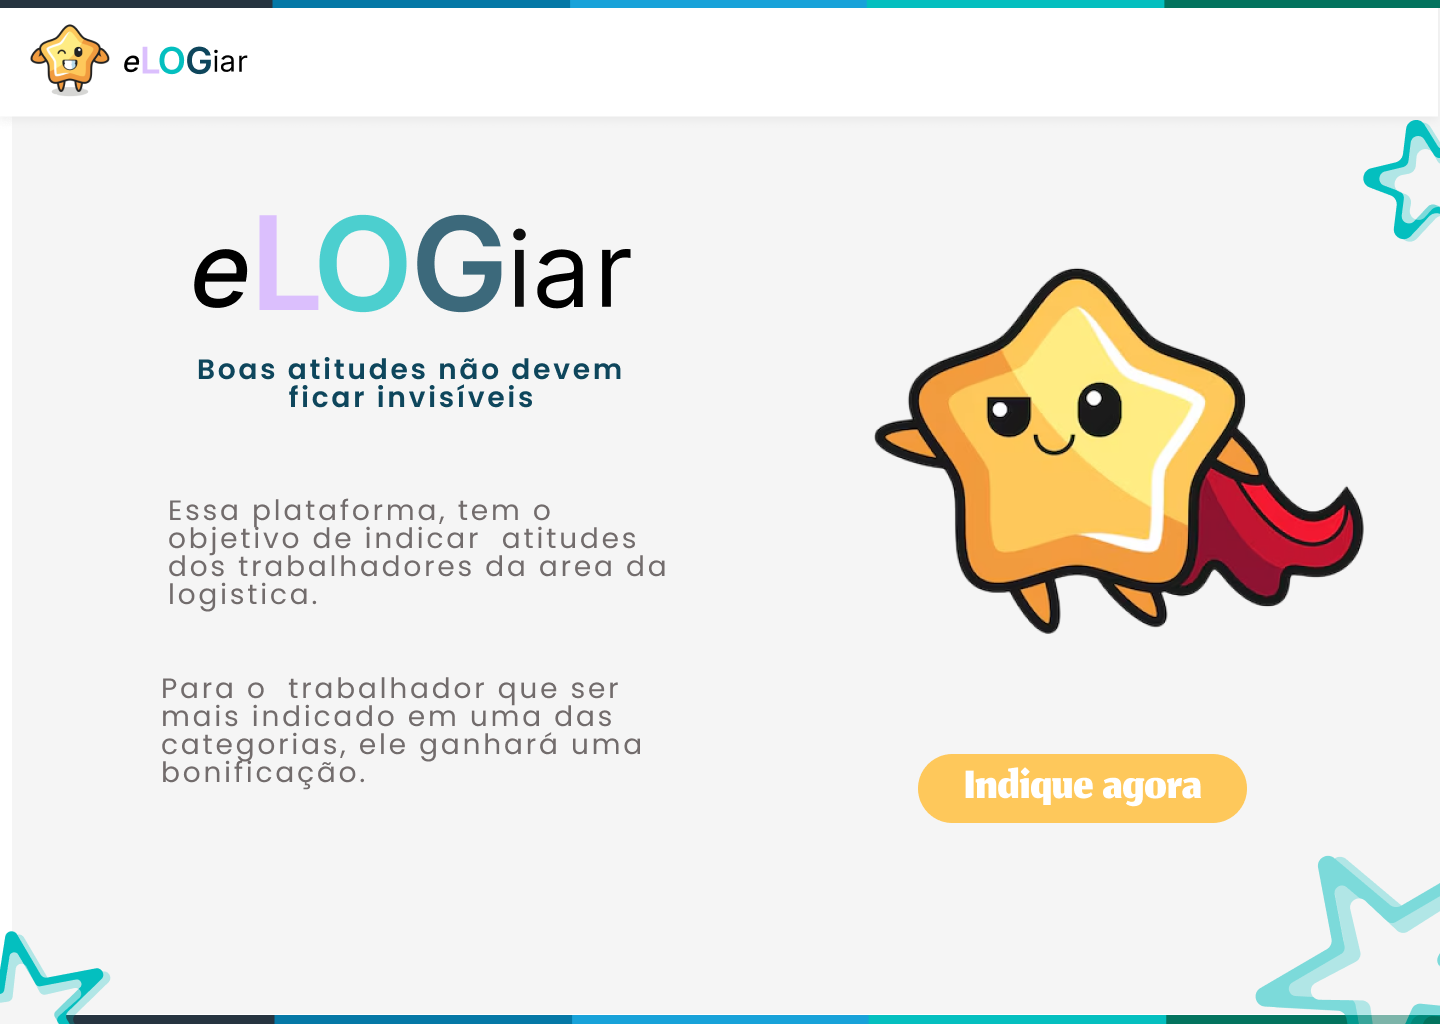 eLOGiar
eLOGiar
Boas atitudes não devem
ficar invisíveis
Essa plataforma, tem o
objetivo de indicar  atitudes
dos trabalhadores da area da
logistica.
Para o  trabalhador que ser
mais indicado em uma das
categorias, ele ganhará uma
bonificação.
Indique agora